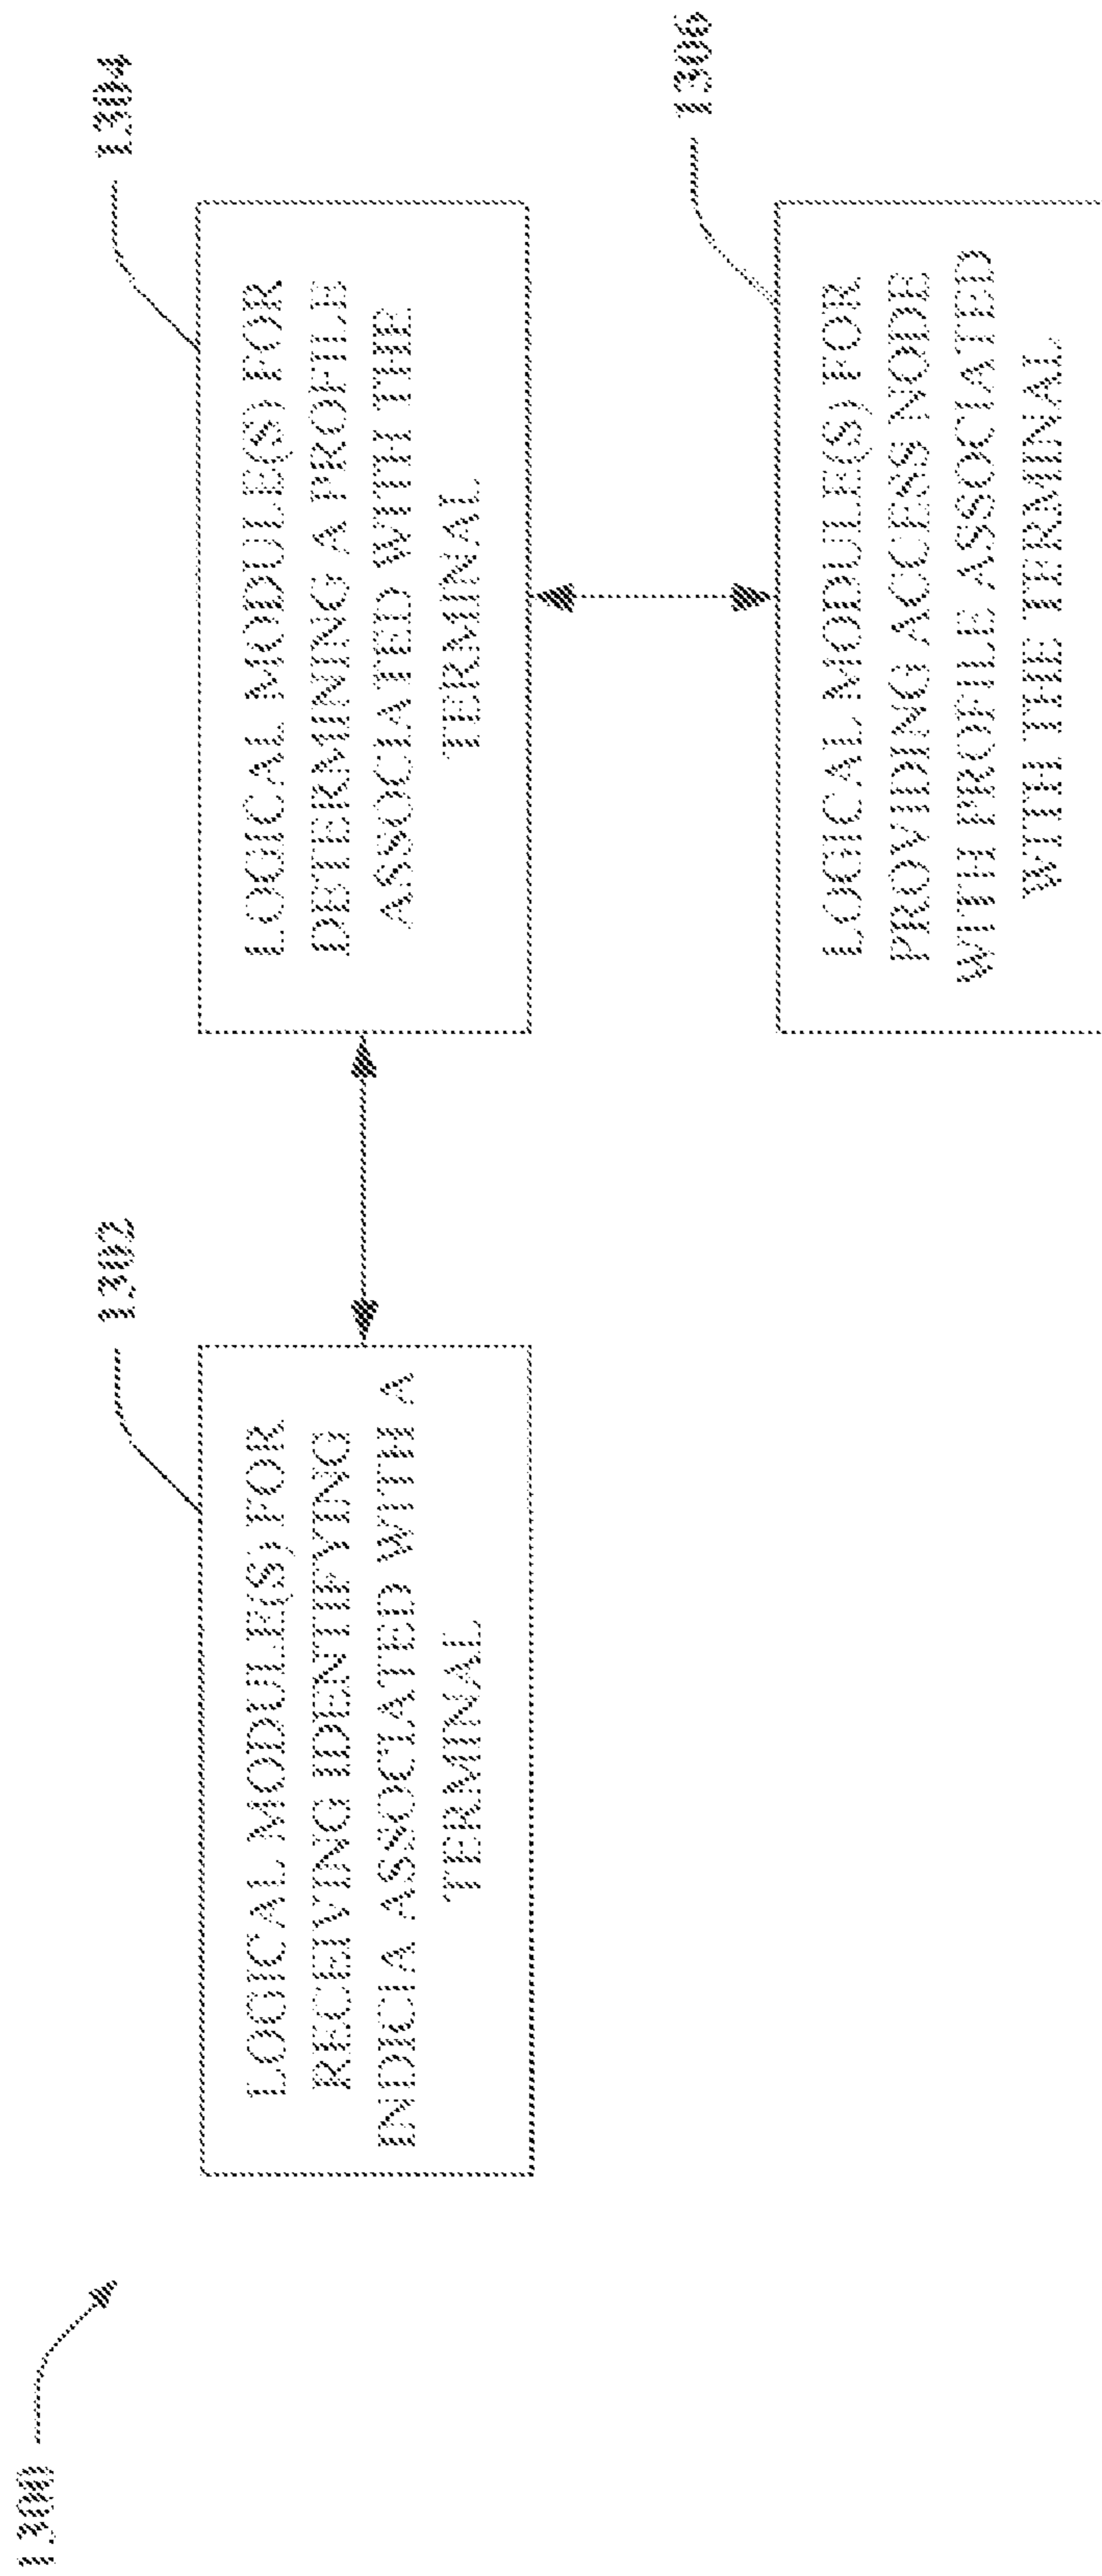 1300
1302
LOGICAL MODULE(S) FOR
RECEIVING IDENTIFYING
INDICIA ASSOCIATED WITH A
TERMINAL
1304
LOGICAL MODULE(S) FOR
DETERMINING A PROFILE
ASSOCIATED WITH THE
TERMINAL
1306
LOGICAL MODULE(S) FOR
PROVIDING ACCESS NODE
WITH PROFILE ASSOCIATED
WITH THE TERMINAL